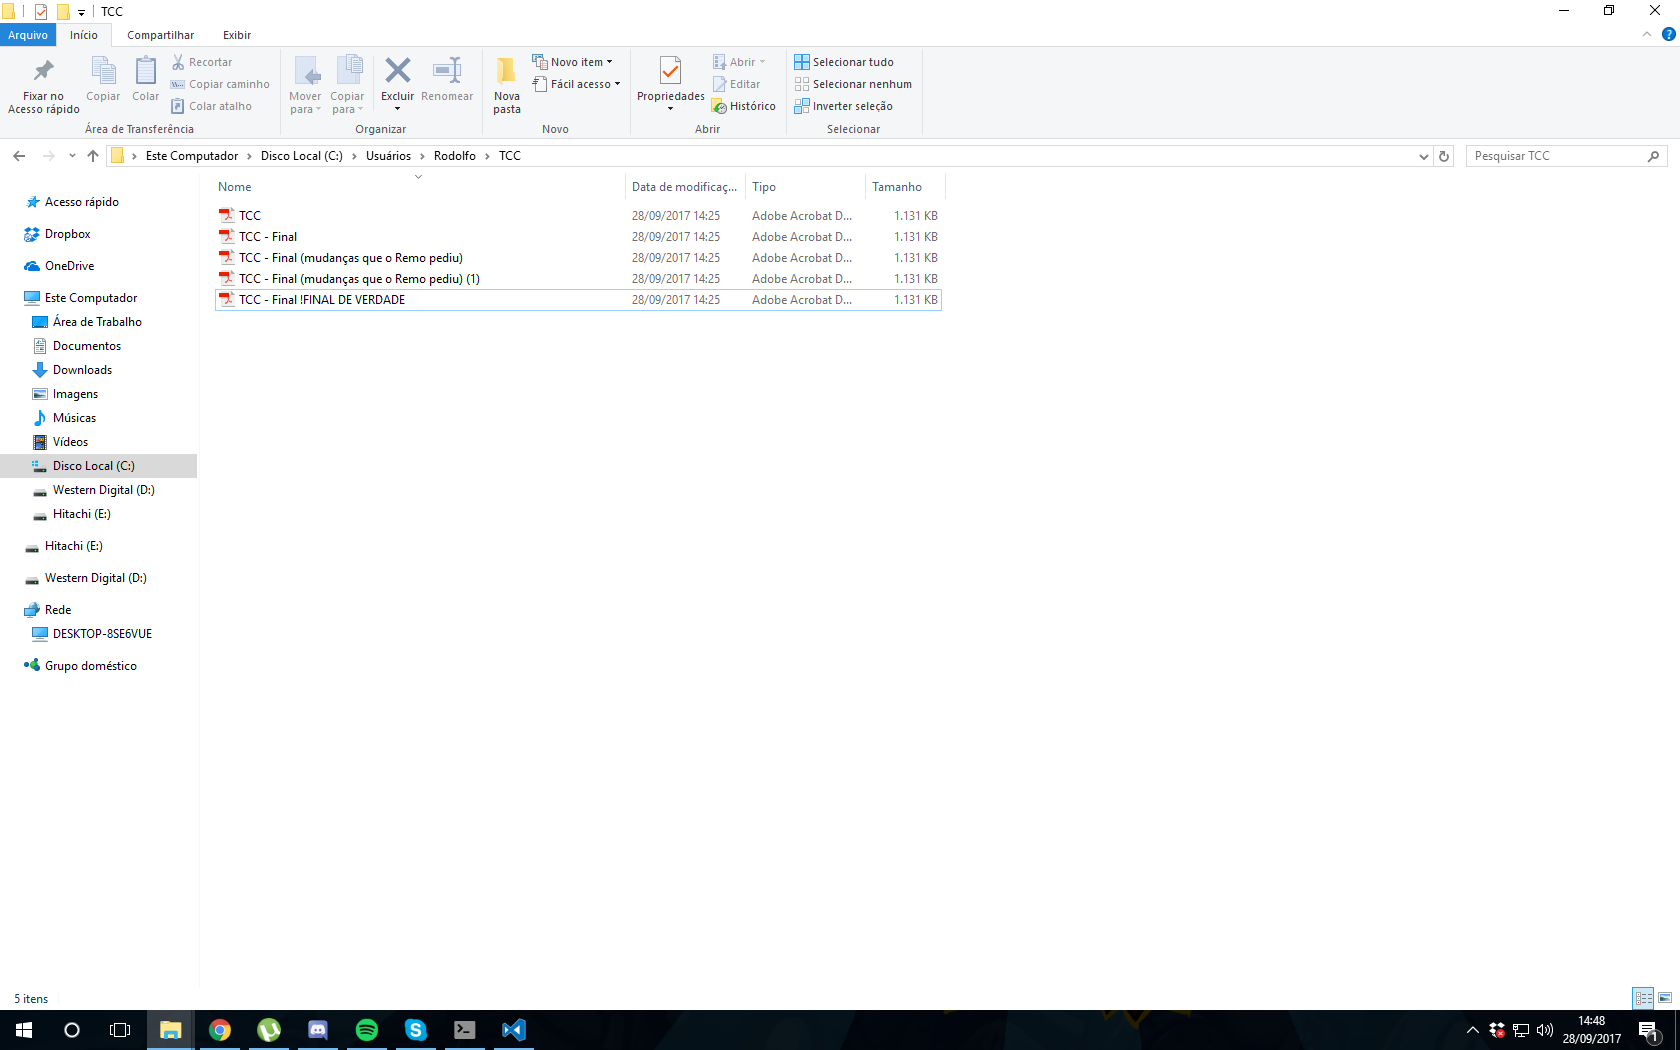 TCC
Arquivo Início Compartilhar Exibir
Fixar no Acesso rápido
Copiar
Colar
Recortar
Copiar caminho
Colar atalho
Área de Transferência
Mover para
Copiar para
Excluir
Renomear
Organizar
Nova pasta
Novo item
Fácil acesso
Novo
Propriedades
Abrir
Editar
Histórico
Abrir
Selecionar tudo
Selecionar nenhum
Inverter seleção
Selecionar
Este Computador > Disco Local (C:) > Usuários > Rodolfo > TCC
Pesquisar TCC
Nome Data de modificaç... Tipo Tamanho
TCC 28/09/2017 14:25 Adobe Acrobat D... 1.131 KB
TCC - Final 28/09/2017 14:25 Adobe Acrobat D... 1.131 KB
TCC - Final (mudanças que o Remo pediu) 28/09/2017 14:25 Adobe Acrobat D... 1.131 KB
TCC - Final (mudanças que o Remo pediu) (1) 28/09/2017 14:25 Adobe Acrobat D... 1.131 KB
TCC - Final !FINAL DE VERDADE 28/09/2017 14:25 Adobe Acrobat D... 1.131 KB
Acesso rápido
Dropbox
OneDrive
Este Computador
Área de Trabalho
Documentos
Downloads
Imagens
Músicas
Vídeos
Disco Local (C:)
Western Digital (D:)
Hitachi (E:)
Hitachi (E:)
Western Digital (D:)
Rede
DESKTOP-8SE6VUE
Grupo doméstico
5 itens
14:48
28/09/2017
1